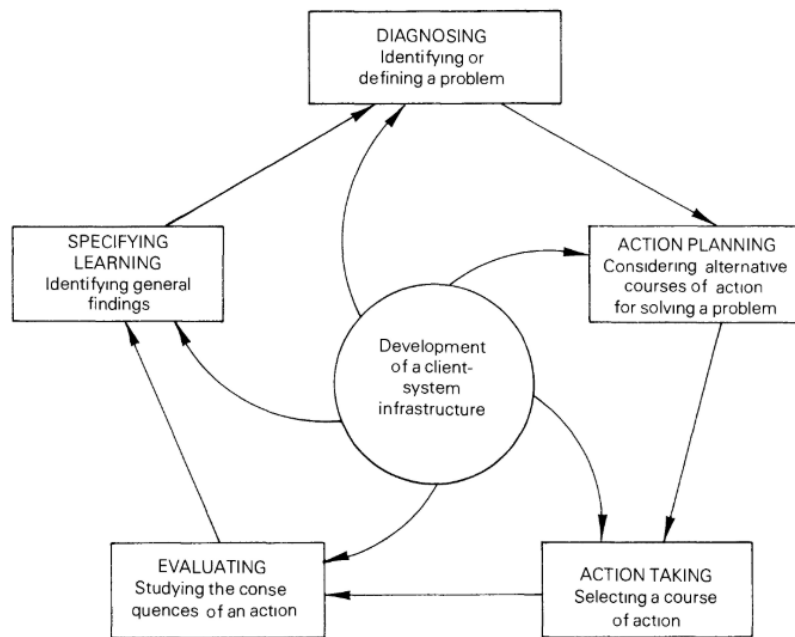 DIAGNOSING
Identifying or
defining a problem
SPECIFYING
LEARNING
Identifying general
findings
ACTION PLANNING
Considering alternative
courses of action
for solving a problem
Development
of a client-
system
infrastructure
EVALUATING
Studying the conse
quences of an action
ACTION TAKING
Selecting a course
of action